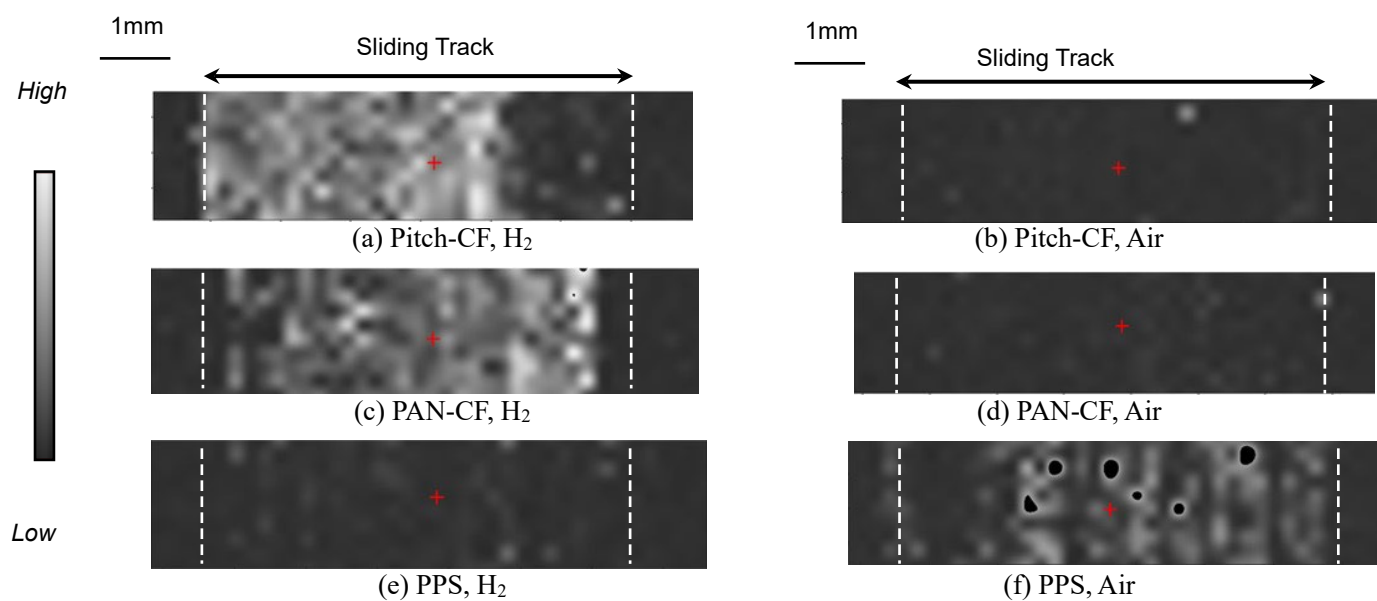 1mm
Sliding Track
High
Low
1mm
Sliding Track
(a) Pitch-CF, H₂
(b) Pitch-CF, Air
(c) PAN-CF, H₂
(d) PAN-CF, Air
(e) PPS, H₂
(f) PPS, Air